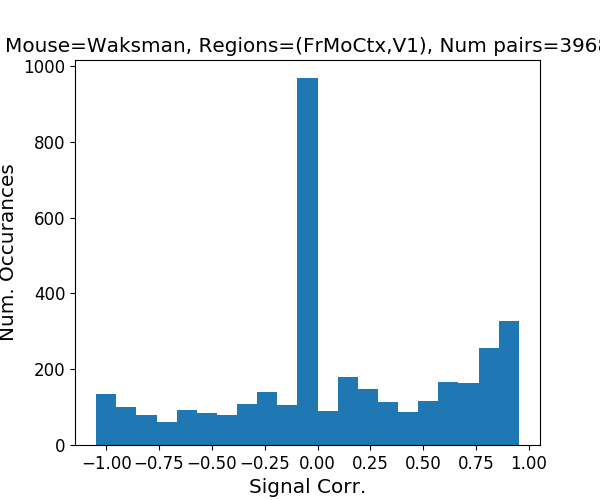 Mouse=Waksman, Regions=(FrMoCtx,V1), Num pairs=3968
1000
800
600
400
200
0
Num. Occurances
−1.00 −0.75 −0.50 −0.25 0.00 0.25 0.50 0.75 1.00
Signal Corr.